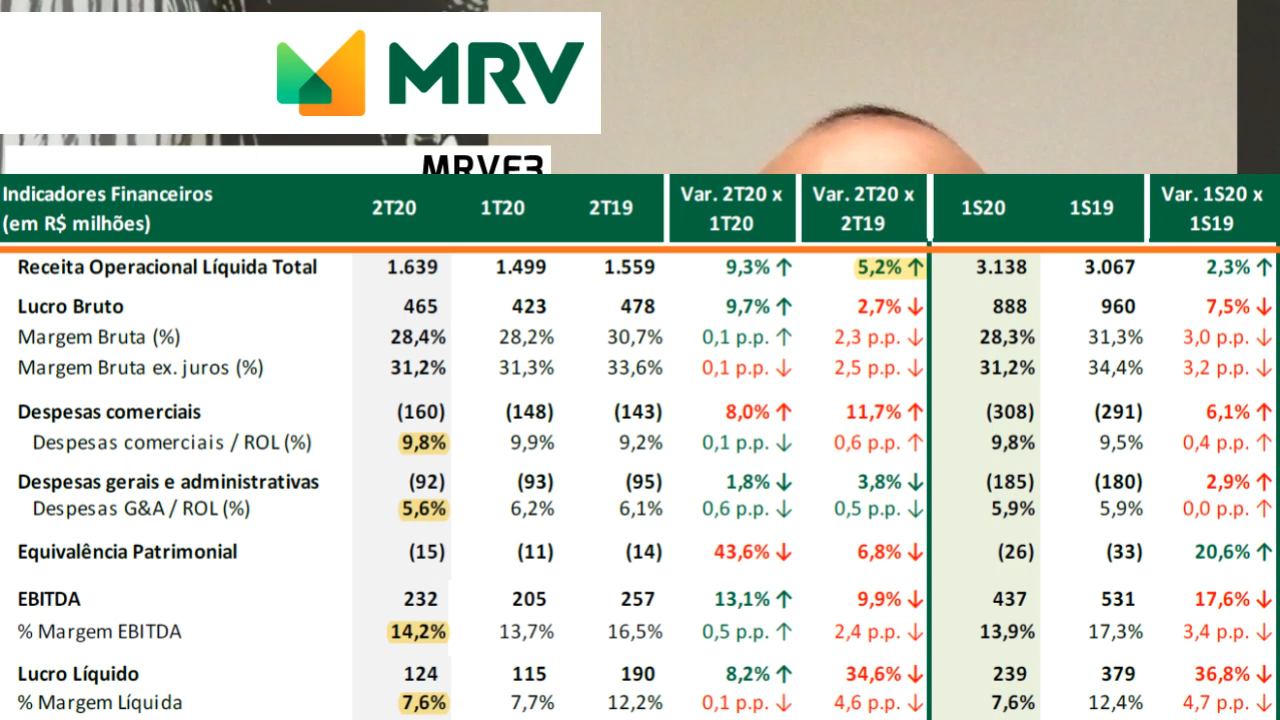 MRV
MRVE3
Indicadores Financeiros (em R$ milhões) 2T20 1T20 2T19 Var. 2T20 x 1T20 Var. 2T20 x 2T19 1S20 1S19 Var. 1S20 x 1S19
Receita Operacional Líquida Total 1.639 1.499 1.559 9,3% ↑ 5,2% ↑ 3.138 3.067 2,3% ↑
Lucro Bruto 465 423 478 9,7% ↑ 2,7% ↓ 888 960 7,5% ↓
Margem Bruta (%) 28,4% 28,2% 30,7% 0,1 p.p. ↑ 2,3 p.p. ↓ 28,3% 31,3% 3,0 p.p. ↓
Margem Bruta ex. juros (%) 31,2% 31,3% 33,6% 0,1 p.p. ↓ 2,5 p.p. ↓ 31,2% 34,4% 3,2 p.p. ↓
Despesas comerciais (160) (148) (143) 8,0% ↑ 11,7% ↑ (308) (291) 6,1% ↑
Despesas comerciais / ROL (%) 9,8% 9,9% 9,2% 0,1 p.p. ↓ 0,6 p.p. ↑ 9,8% 9,5% 0,4 p.p. ↑
Despesas gerais e administrativas (92) (93) (95) 1,8% ↓ 3,8% ↓ (185) (180) 2,9% ↑
Despesas G&A / ROL (%) 5,6% 6,2% 6,1% 0,6 p.p. ↓ 0,5 p.p. ↓ 5,9% 5,9% 0,0 p.p. ↑
Equivalência Patrimonial (15) (11) (14) 43,6% ↓ 6,8% ↓ (26) (33) 20,6% ↑
EBITDA 232 205 257 13,1% ↑ 9,9% ↓ 437 531 17,6% ↓
% Margem EBITDA 14,2% 13,7% 16,5% 0,5 p.p. ↑ 2,4 p.p. ↓ 13,9% 17,3% 3,4 p.p. ↓
Lucro Líquido 124 115 190 8,2% ↑ 34,6% ↓ 239 379 36,8% ↓
% Margem Líquida 7,6% 7,7% 12,2% 0,1 p.p. ↓ 4,6 p.p. ↓ 7,6% 12,4% 4,7 p.p. ↓